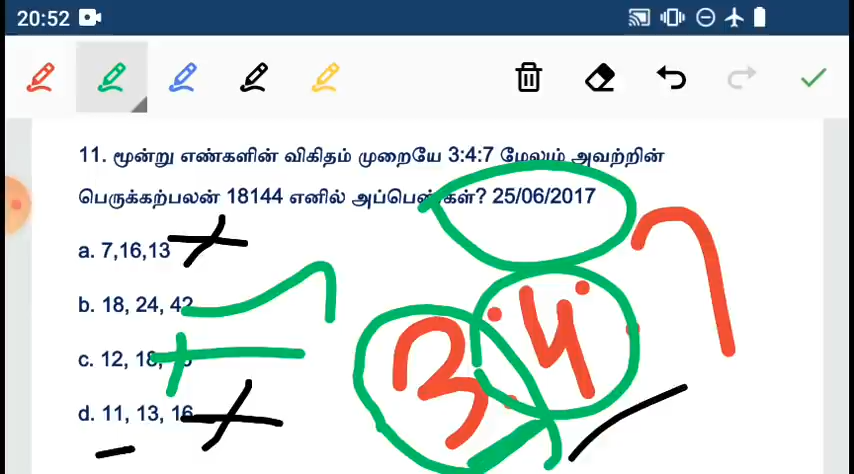 20:52
11. மூன்று எண்களின் விகிதம் முறையே 3:4:7 மேலும் அவற்றின்
பெருக்கற்பலன் 18144 எனில் அப்பெண்கள்? 25/06/2017
a. 7,16,13
b. 18, 24, 42
c. 12, 18,
d. 11, 13, 16
3 : 4 : 7